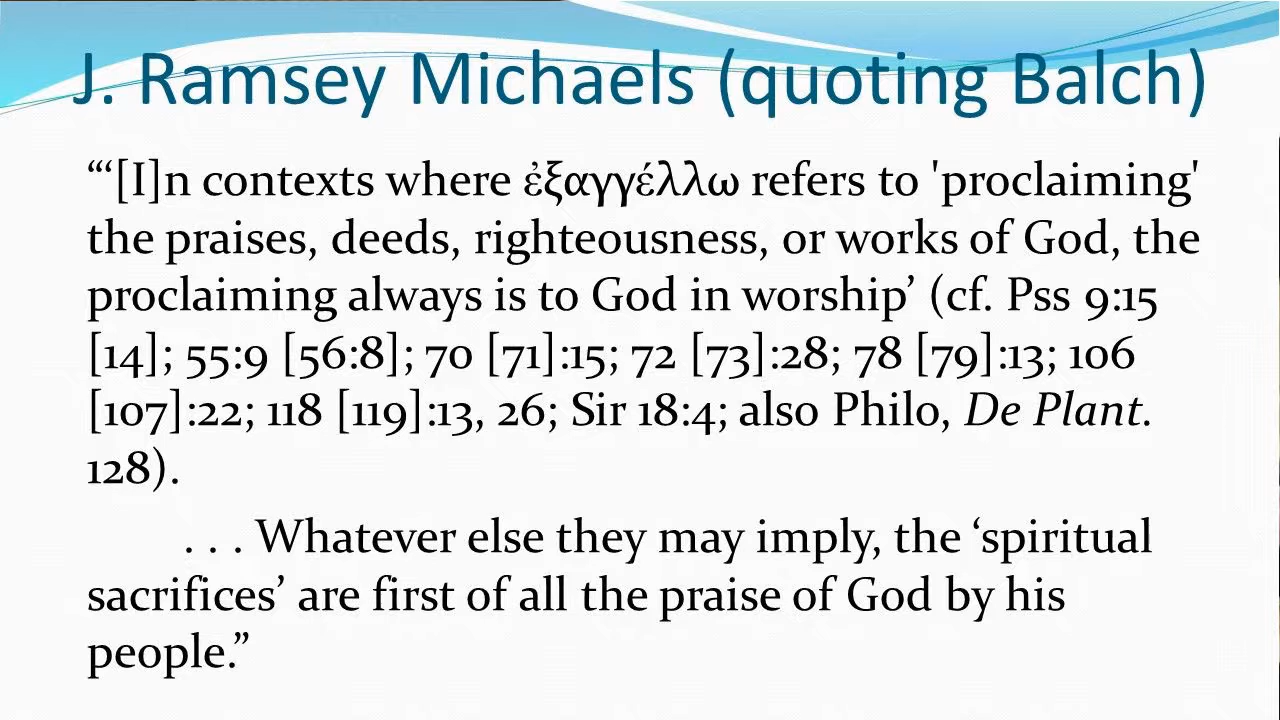 J. Ramsey Michaels (quoting Balch)
“‘[I]n contexts where ἐξαγγέλλω refers to 'proclaiming'
the praises, deeds, righteousness, or works of God, the
proclaiming always is to God in worship’ (cf. Pss 9:15
[14]; 55:9 [56:8]; 70 [71]:15; 72 [73]:28; 78 [79]:13; 106
[107]:22; 118 [119]:13, 26; Sir 18:4; also Philo, De Plant.
128).
. . . Whatever else they may imply, the ‘spiritual
sacrifices’ are first of all the praise of God by his
people.”